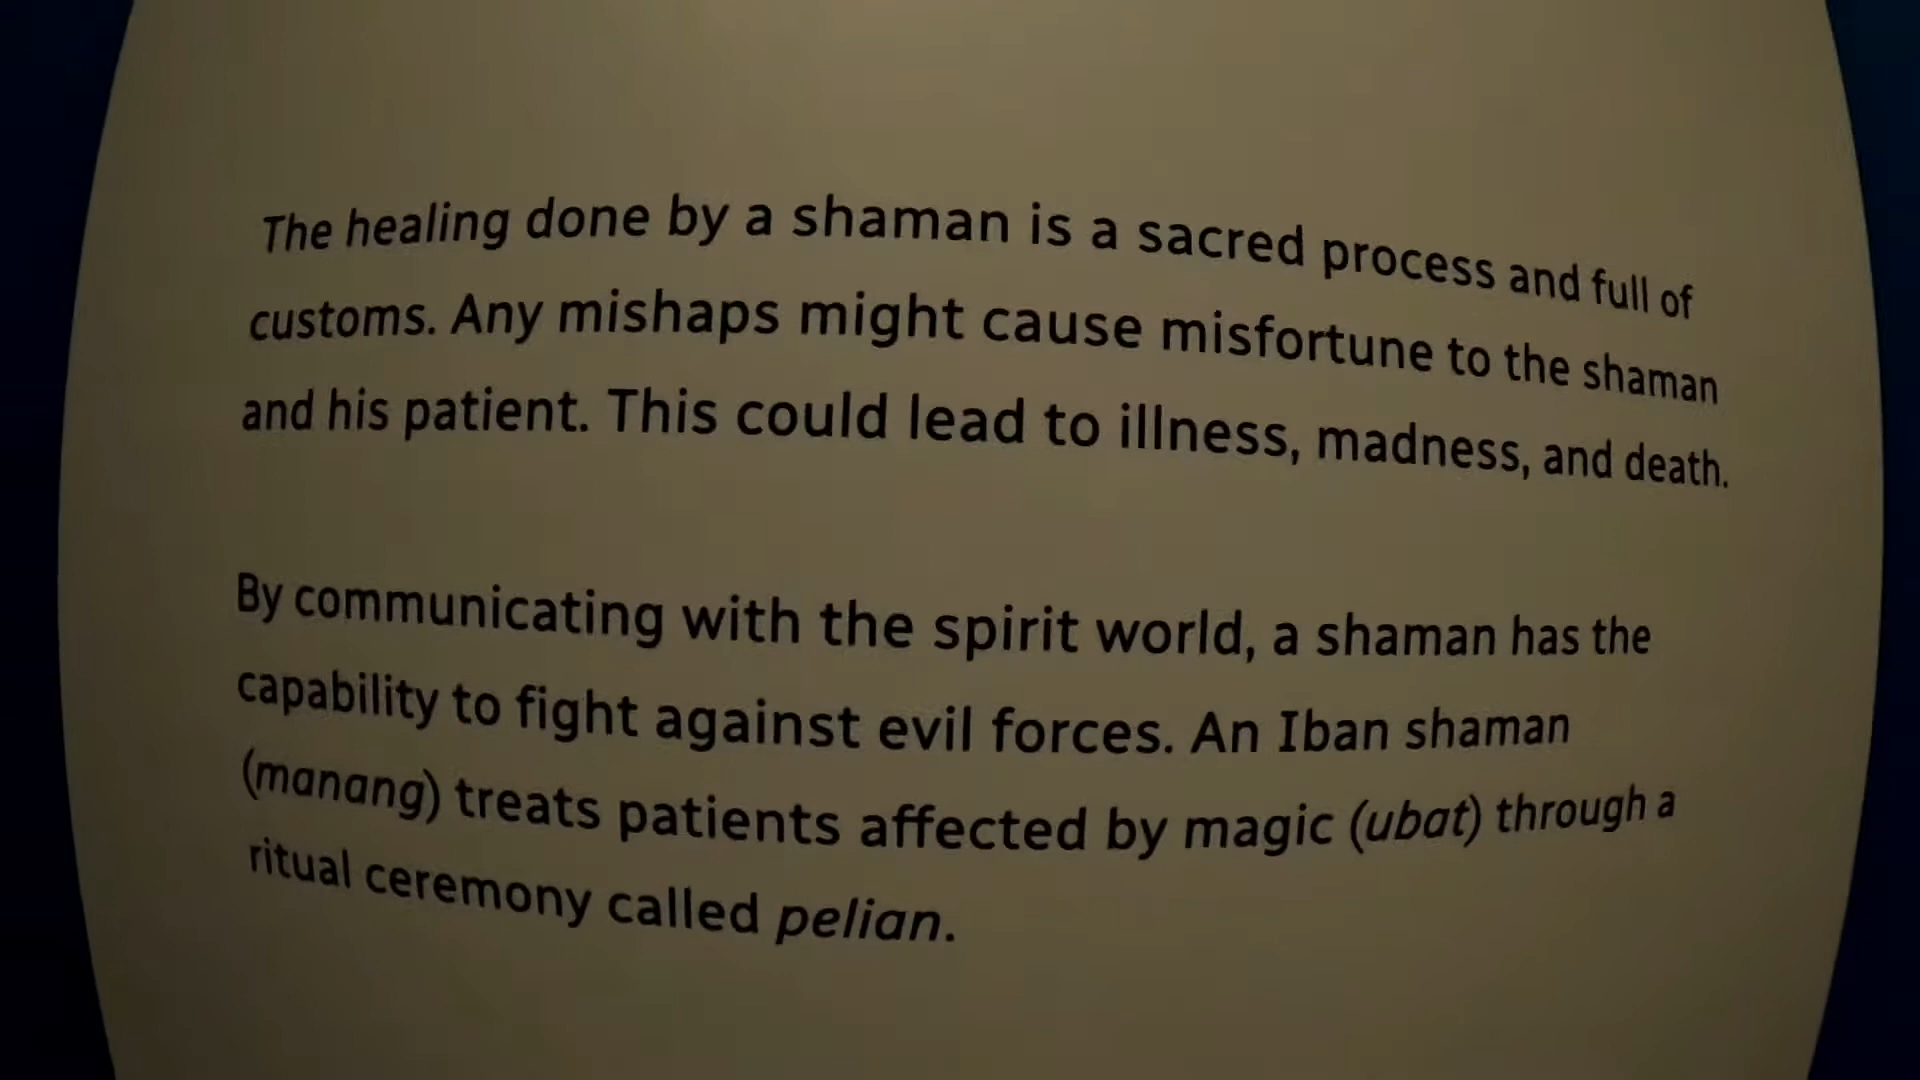 The healing done by a shaman is a sacred process and full of
customs. Any mishaps might cause misfortune to the shaman
and his patient. This could lead to illness, madness, and death.
By communicating with the spirit world, a shaman has the
capability to fight against evil forces. An Iban shaman
(manang) treats patients affected by magic (ubat) through a
ritual ceremony called pelian.